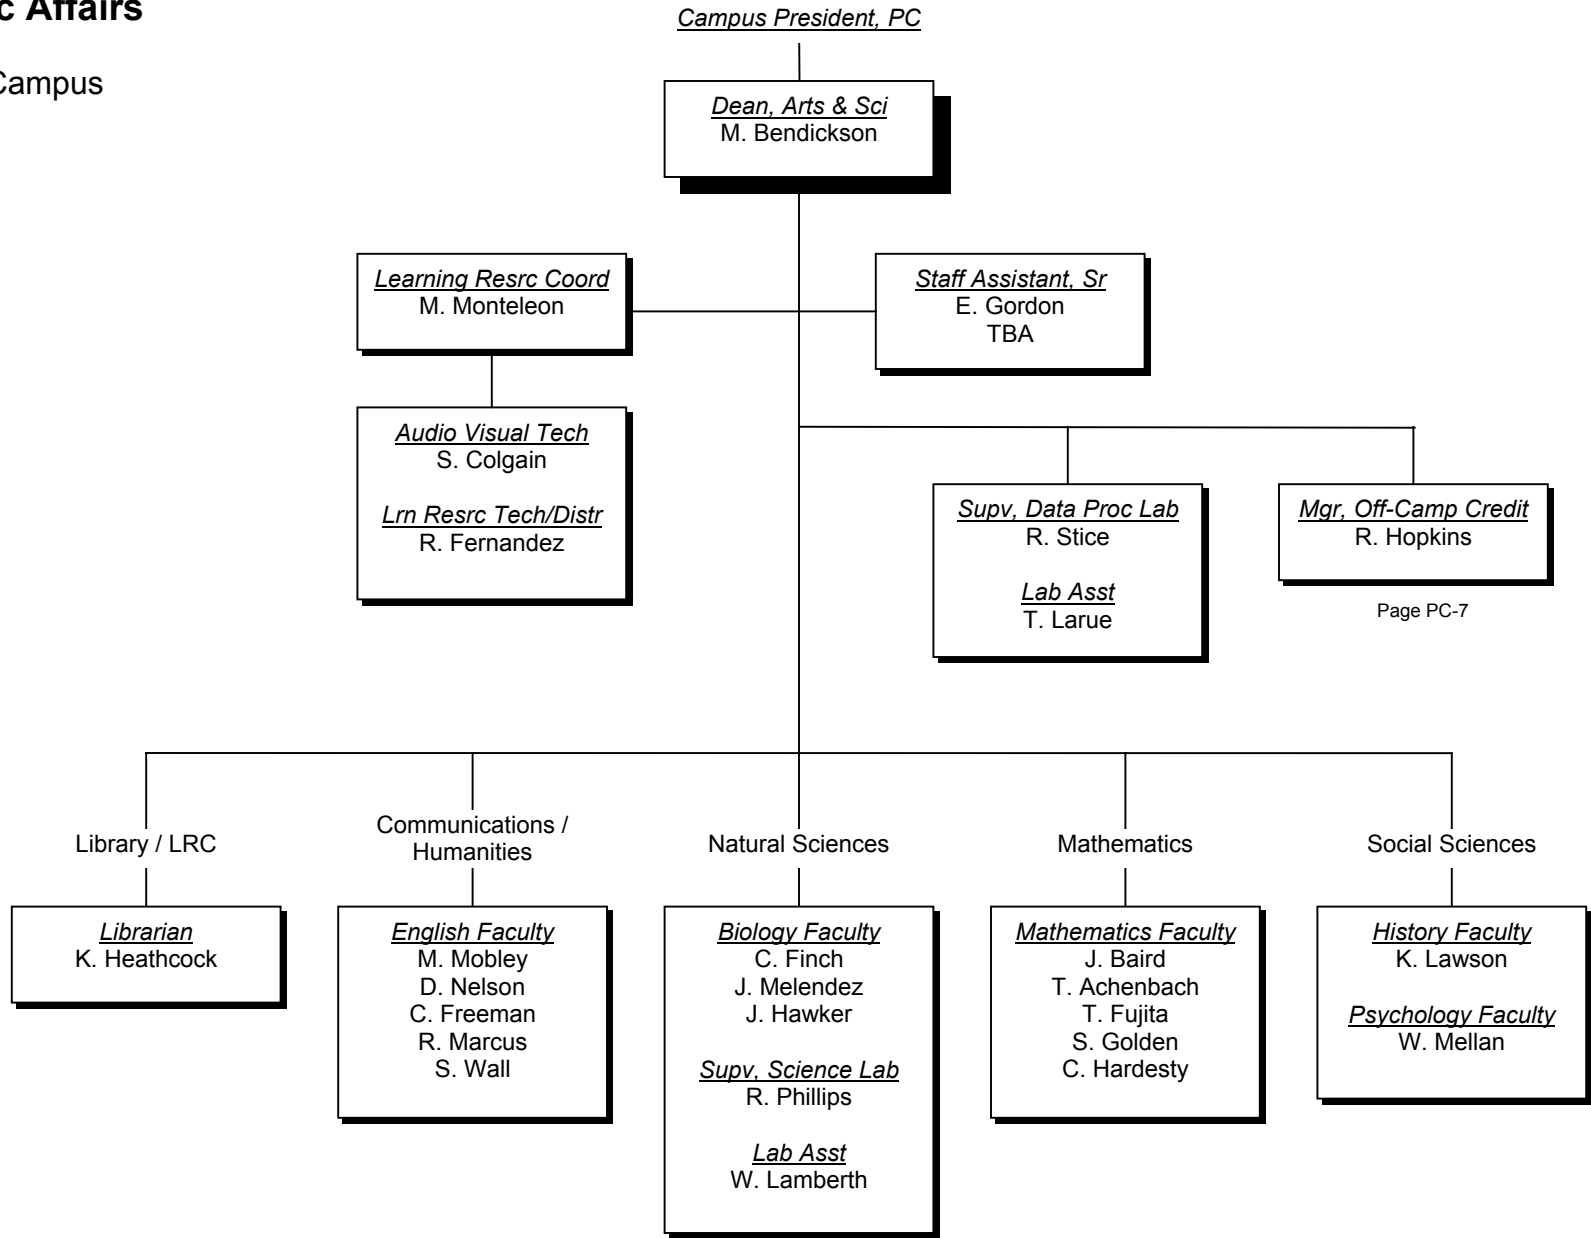 c Affairs
Campus
Campus President, PC
Dean, Arts & Sci
M. Bendickson
Learning Resrc Coord
M. Monteleon
Staff Assistant, Sr
E. Gordon
TBA
Audio Visual Tech
S. Colgain
Lrn Resrc Tech/Distr
R. Fernandez
Supv, Data Proc Lab
R. Stice
Lab Asst
T. Larue
Mgr, Off-Camp Credit
R. Hopkins
Page PC-7
Library / LRC
Librarian
K. Heathcock
Communications /
Humanities
English Faculty
M. Mobley
D. Nelson
C. Freeman
R. Marcus
S. Wall
Natural Sciences
Biology Faculty
C. Finch
J. Melendez
J. Hawker
Supv, Science Lab
R. Phillips
Lab Asst
W. Lamberth
Mathematics
Mathematics Faculty
J. Baird
T. Achenbach
T. Fujita
S. Golden
C. Hardesty
Social Sciences
History Faculty
K. Lawson
Psychology Faculty
W. Mellan